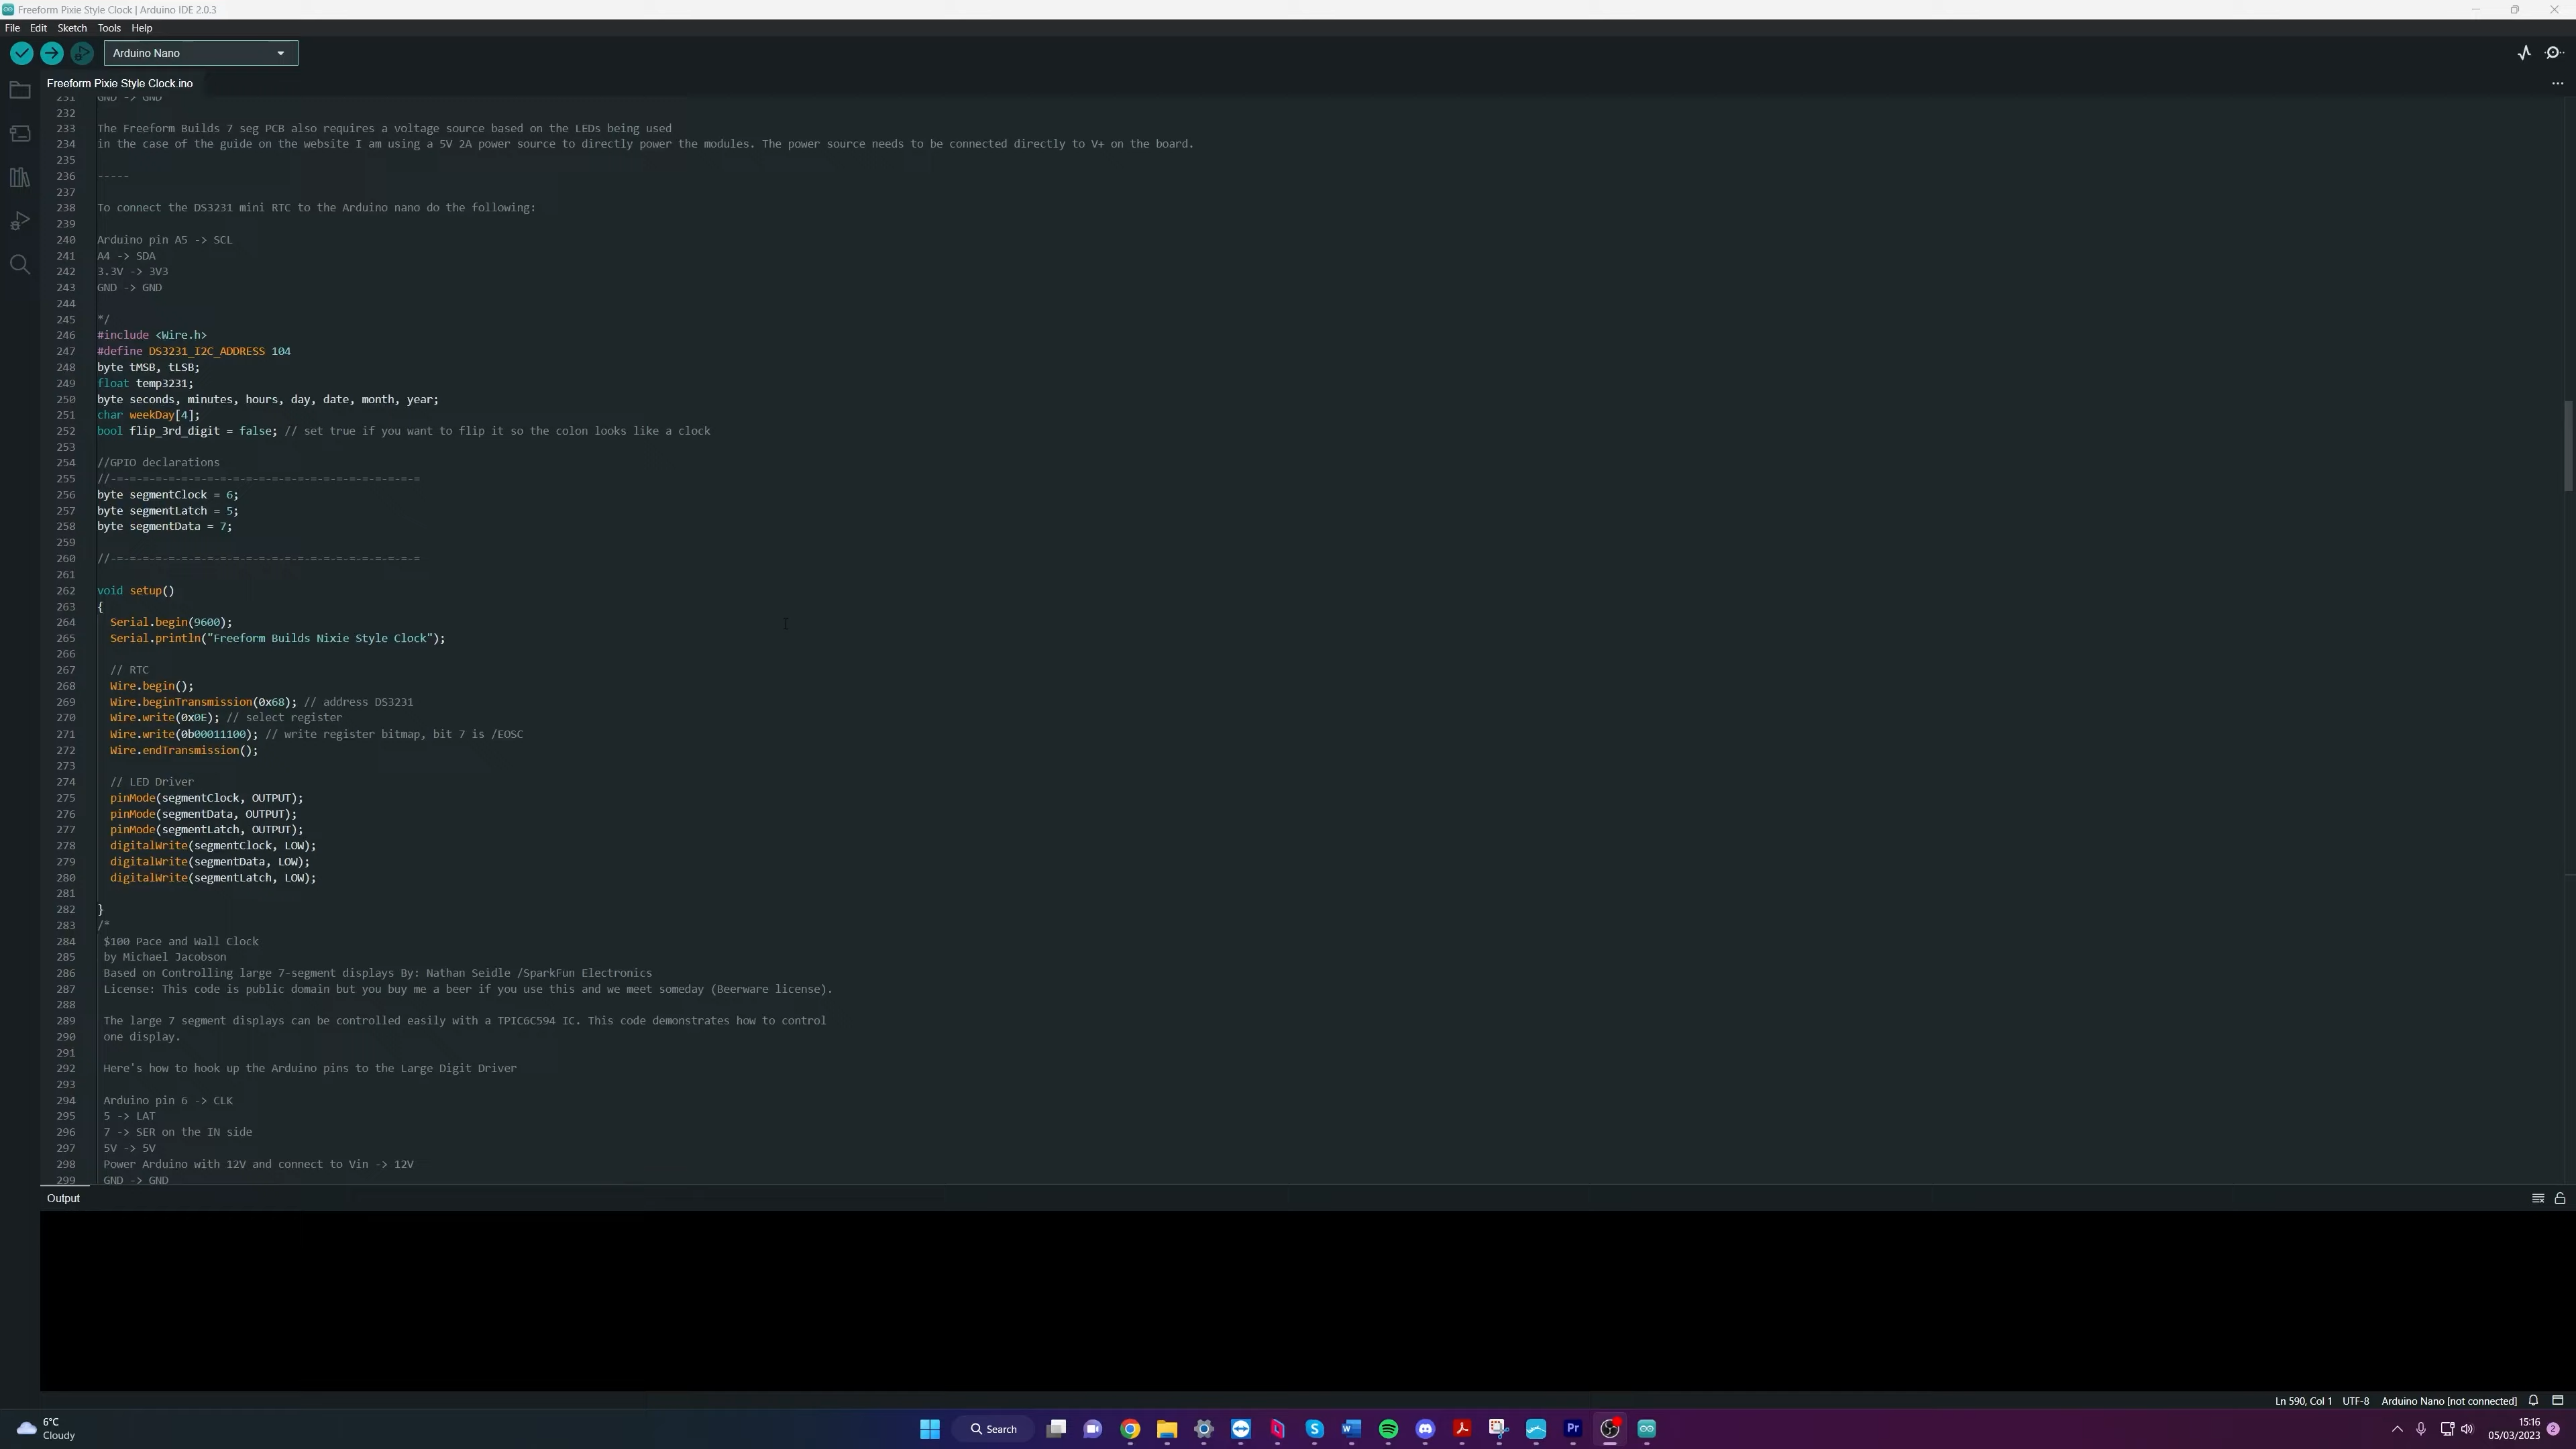 Freeform Pixie Style Clock | Arduino IDE 2.0.3
File Edit Sketch Tools Help
Arduino Nano
Freeform Pixie Style Clock.ino
231 GND -> GND
232
233 The Freeform Builds 7 seg PCB also requires a voltage source based on the LEDs being used
234 in the case of the guide on the website I am using a 5V 2A power source to directly power the modules. The power source needs to be connected directly to V+ on the board.
235
236 -----
237
238 To connect the DS3231 mini RTC to the Arduino nano do the following:
239
240 Arduino pin A5 -> SCL
241 A4 -> SDA
242 3.3V -> 3V3
243 GND -> GND
244
245 */
246 #include <Wire.h>
247 #define DS3231_I2C_ADDRESS 104
248 byte tMSB, tLSB;
249 float temp3231;
250 byte seconds, minutes, hours, day, date, month, year;
251 char weekDay[4];
252 bool flip_3rd_digit = false; // set true if you want to flip it so the colon looks like a clock
253
254 //GPIO declarations
255 //-=-=-=-=-=-=-=-=-=-=-=-=-=-=-=-=-=-=-=-=-=-=-=-=
256 byte segmentClock = 6;
257 byte segmentLatch = 5;
258 byte segmentData = 7;
259
260 //-=-=-=-=-=-=-=-=-=-=-=-=-=-=-=-=-=-=-=-=-=-=-=-=
261
262 void setup()
263 {
264 Serial.begin(9600);
265 Serial.println("Freeform Builds Nixie Style Clock");
266
267 // RTC
268 Wire.begin();
269 Wire.beginTransmission(0x68); // address DS3231
270 Wire.write(0x0E); // select register
271 Wire.write(0b00011100); // write register bitmap, bit 7 is /EOSC
272 Wire.endTransmission();
273
274 // LED Driver
275 pinMode(segmentClock, OUTPUT);
276 pinMode(segmentData, OUTPUT);
277 pinMode(segmentLatch, OUTPUT);
278 digitalWrite(segmentClock, LOW);
279 digitalWrite(segmentData, LOW);
280 digitalWrite(segmentLatch, LOW);
281
282 }
283 /*
284 $100 Pace and Wall Clock
285 by Michael Jacobson
286 Based on Controlling large 7-segment displays By: Nathan Seidle /SparkFun Electronics
287 License: This code is public domain but you buy me a beer if you use this and we meet someday (Beerware license).
288
289 The large 7 segment displays can be controlled easily with a TPIC6C594 IC. This code demonstrates how to control
290 one display.
291
292 Here's how to hook up the Arduino pins to the Large Digit Driver
293
294 Arduino pin 6 -> CLK
295 5 -> LAT
296 7 -> SER on the IN side
297 5V -> 5V
298 Power Arduino with 12V and connect to Vin -> 12V
299 GND -> GND
Output
Ln 590, Col 1 UTF-8 Arduino Nano [not connected]
6°C
Cloudy
Search
15:16
05/03/2023
2